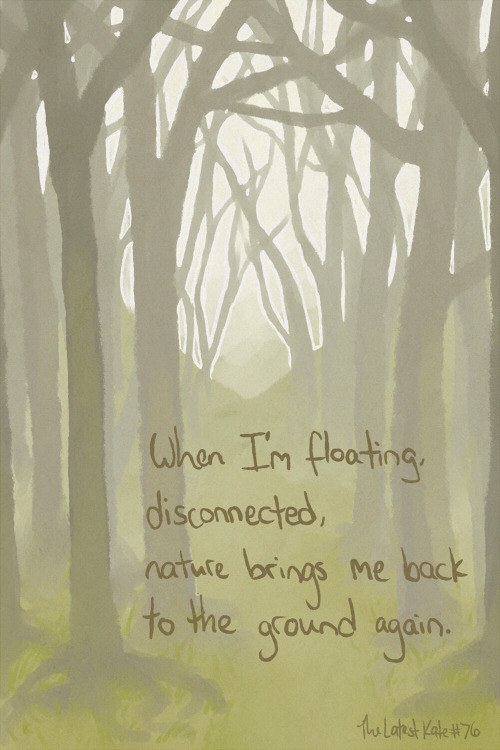 When I'm floating,
disconnected,
nature brings me back
to the ground again.
The Latest Kate #76